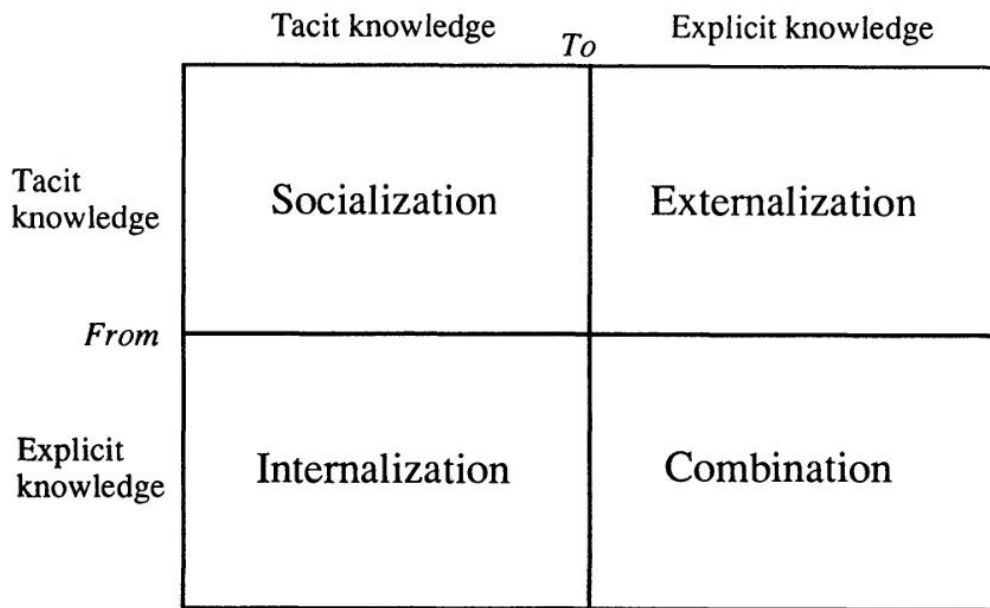 Tacit knowledge
To
Explicit knowledge
Tacit
knowledge
Socialization
Externalization
From
Explicit
knowledge
Internalization
Combination